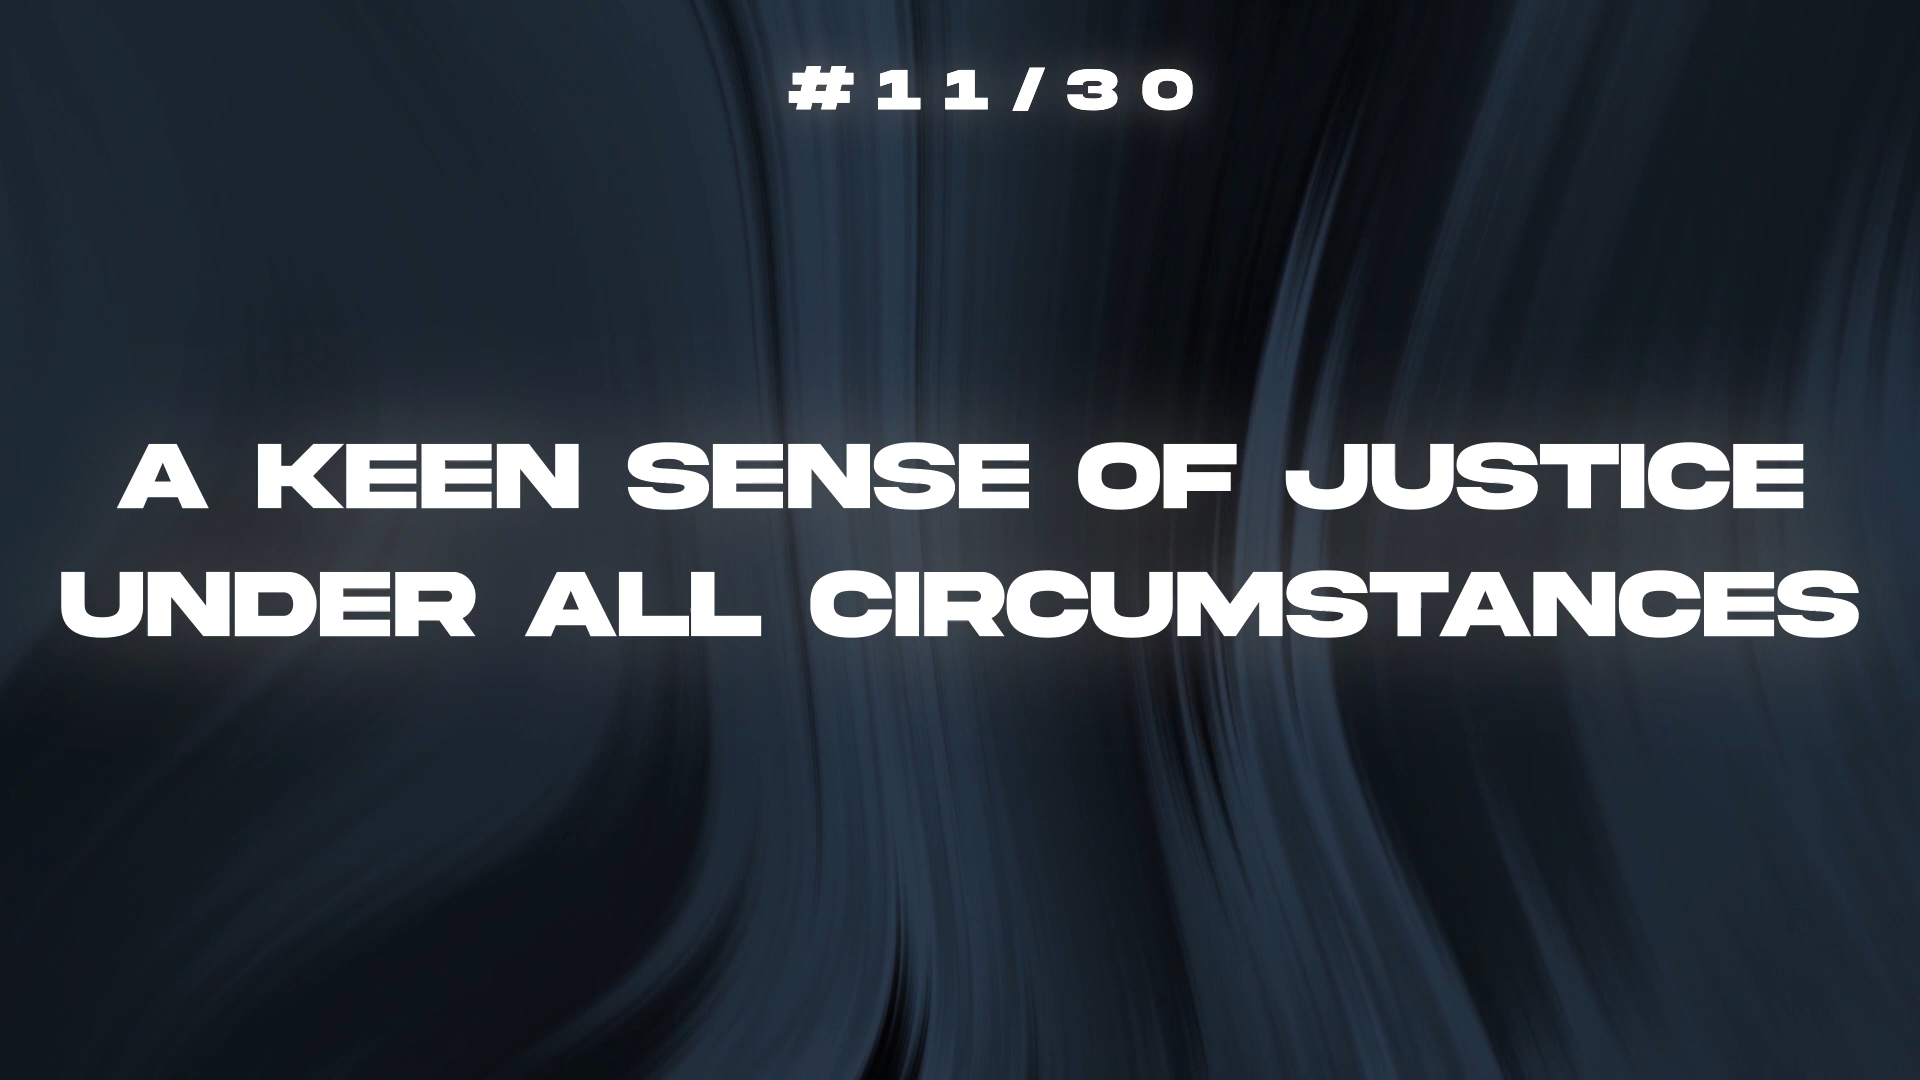 #11/30
A KEEN SENSE OF JUSTICE
UNDER ALL CIRCUMSTANCES